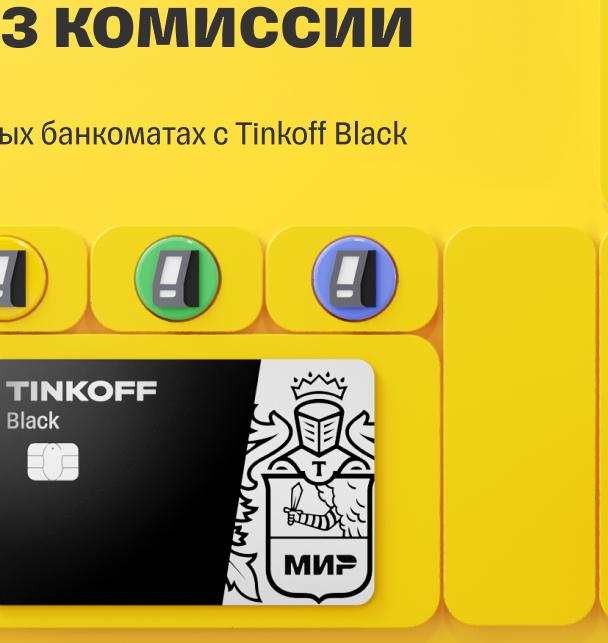 з комиссии
ых банкоматах с Tinkoff Black
TINKOFF
Black
T
МИР